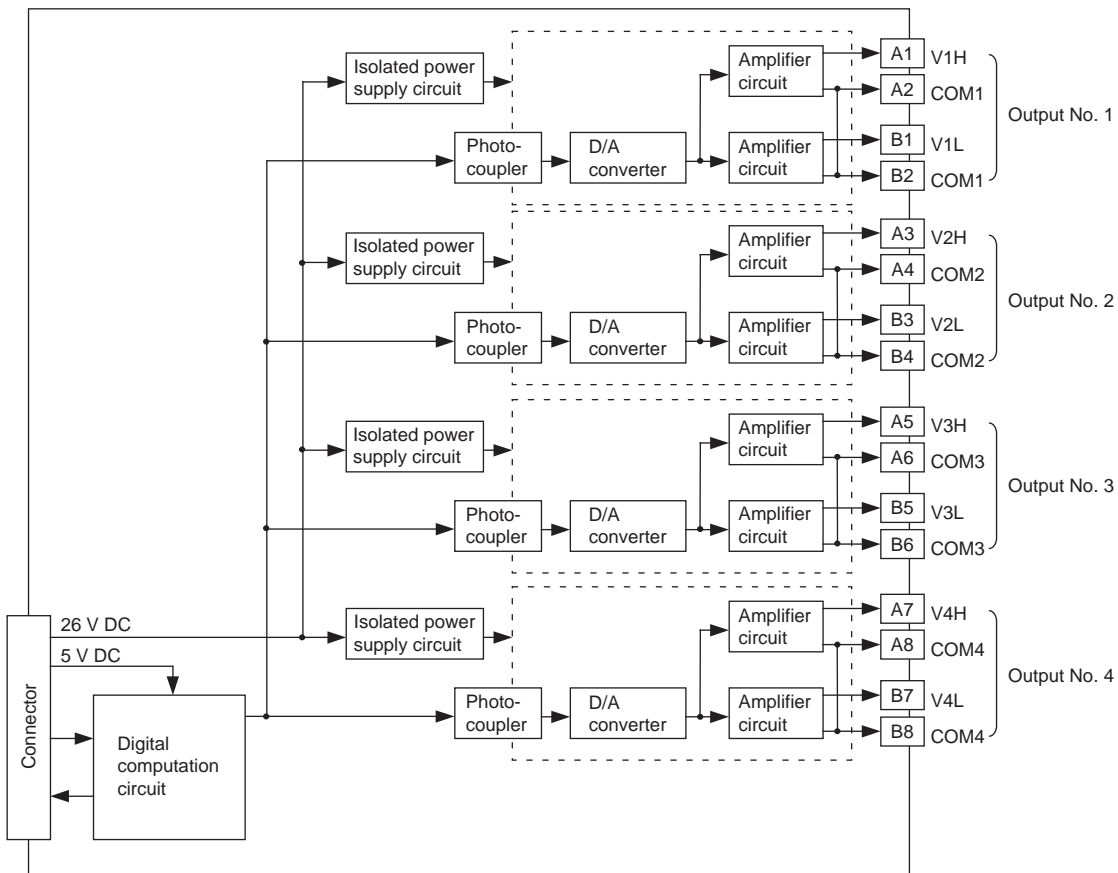 Isolated power
supply circuit
Amplifier
circuit
A1 V1H
A2 COM1
Output No. 1
Photo-
coupler
D/A
converter
Amplifier
circuit
B1 V1L
B2 COM1
Isolated power
supply circuit
Amplifier
circuit
A3 V2H
A4 COM2
Output No. 2
Photo-
coupler
D/A
converter
Amplifier
circuit
B3 V2L
B4 COM2
Isolated power
supply circuit
Amplifier
circuit
A5 V3H
A6 COM3
Output No. 3
Photo-
coupler
D/A
converter
Amplifier
circuit
B5 V3L
B6 COM3
26 V DC
Isolated power
supply circuit
Amplifier
circuit
A7 V4H
A8 COM4
Output No. 4
5 V DC
Photo-
coupler
D/A
converter
Amplifier
circuit
B7 V4L
B8 COM4
Connector
Digital
computation
circuit